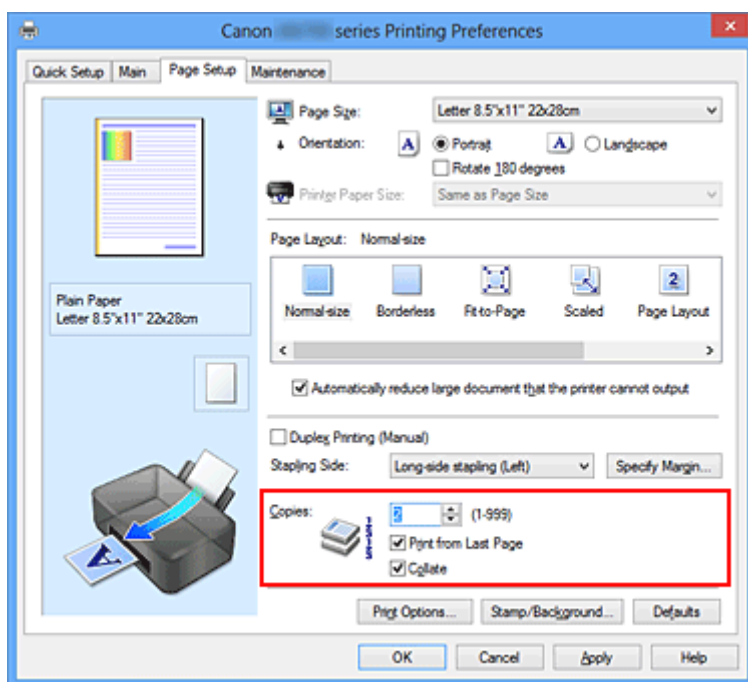 Canon series Printing Preferences
Quick Setup Main Page Setup Maintenance
Page Size: Letter 8.5"x11" 22x28cm
Orientation: A Portrait A Landscape
Rotate 180 degrees
Printer Paper Size: Same as Page Size
Page Layout: Normal-size
2
Normal-size Borderless Fit-to-Page Scaled Page Layout
Plain Paper
Letter 8.5"x11" 22x28cm
Automatically reduce large document that the printer cannot output
Duplex Printing (Manual)
Stapling Side: Long-side stapling (Left) Specify Margin...
Copies: 2 (1-999)
Print from Last Page
Collate
A
Print Options... Stamp/Background... Defaults
OK Cancel Apply Help